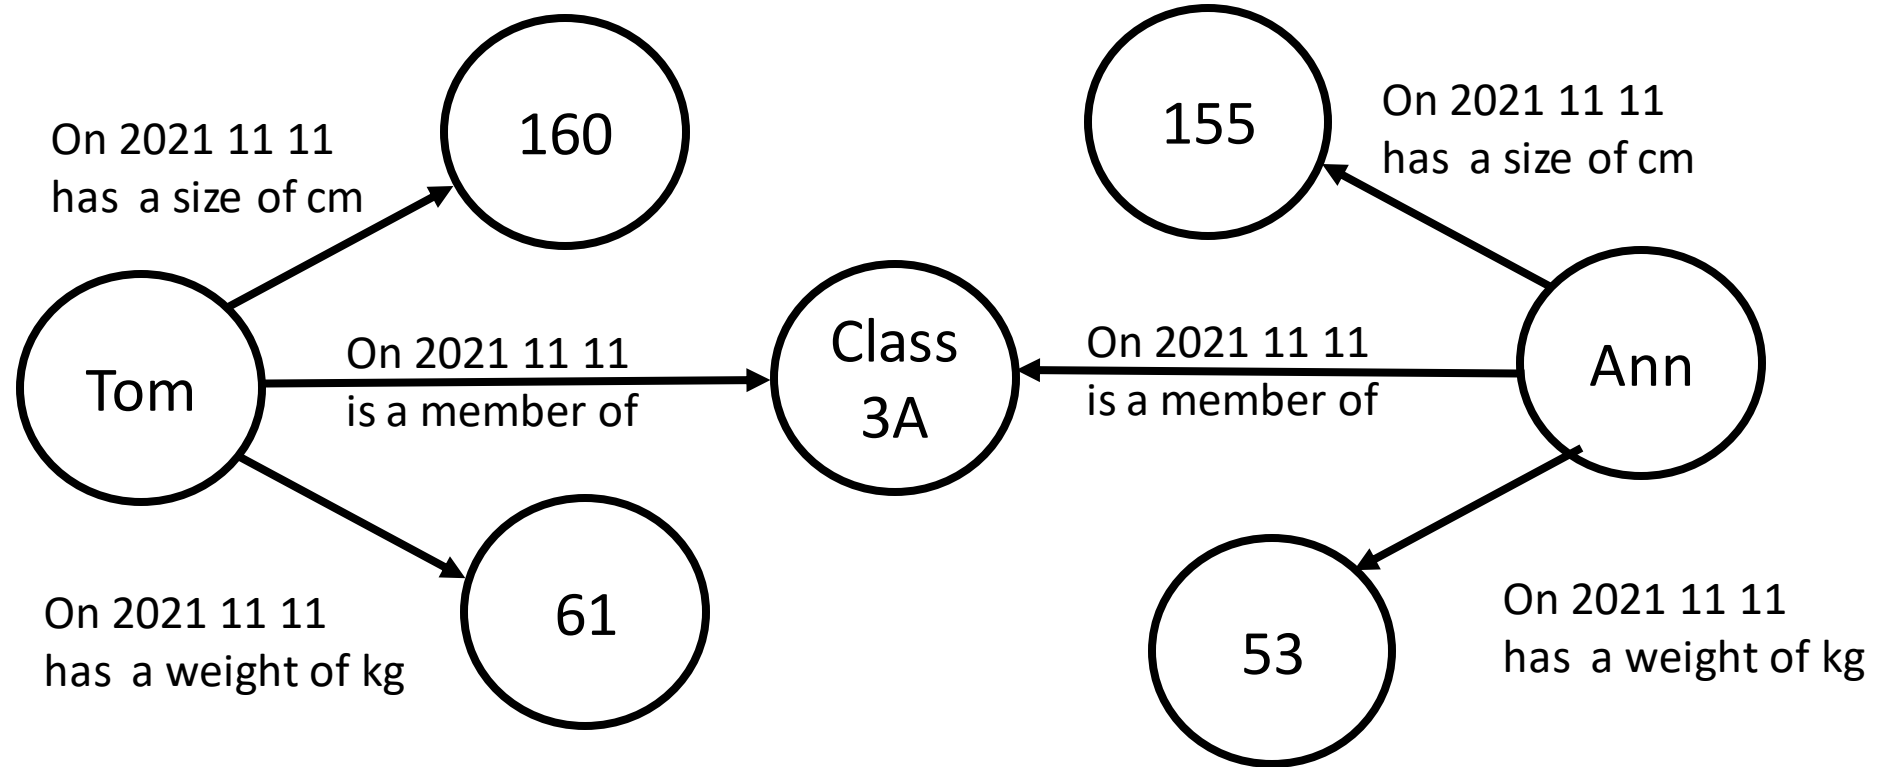 160
155
On 2021 11 11
has a size of cm
On 2021 11 11
has a size of cm
Tom
On 2021 11 11
is a member of
Class
3A
On 2021 11 11
is a member of
Ann
On 2021 11 11
has a weight of kg
61
53
On 2021 11 11
has a weight of kg